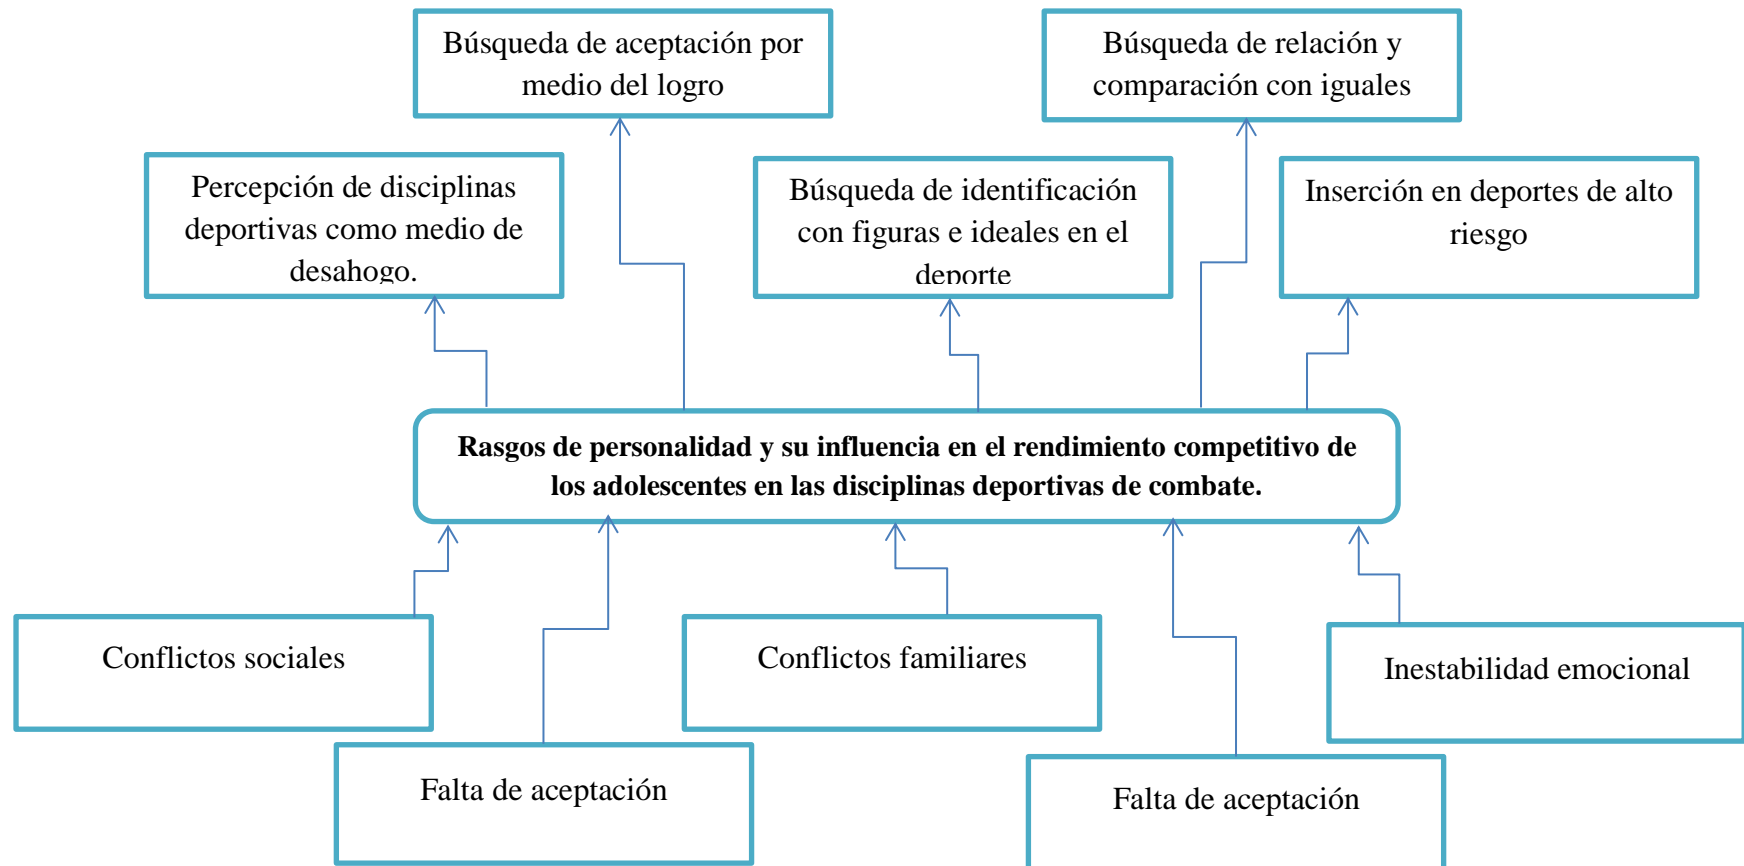 Búsqueda de aceptación por
medio del logro
Búsqueda de relación y
comparación con iguales
Percepción de disciplinas
deportivas como medio de
desahogo.
Búsqueda de identificación
con figuras e ideales en el
deporte
Inserción en deportes de alto
riesgo
Rasgos de personalidad y su influencia en el rendimiento competitivo de
los adolescentes en las disciplinas deportivas de combate.
Conflictos sociales
Conflictos familiares
Inestabilidad emocional
Falta de aceptación
Falta de aceptación